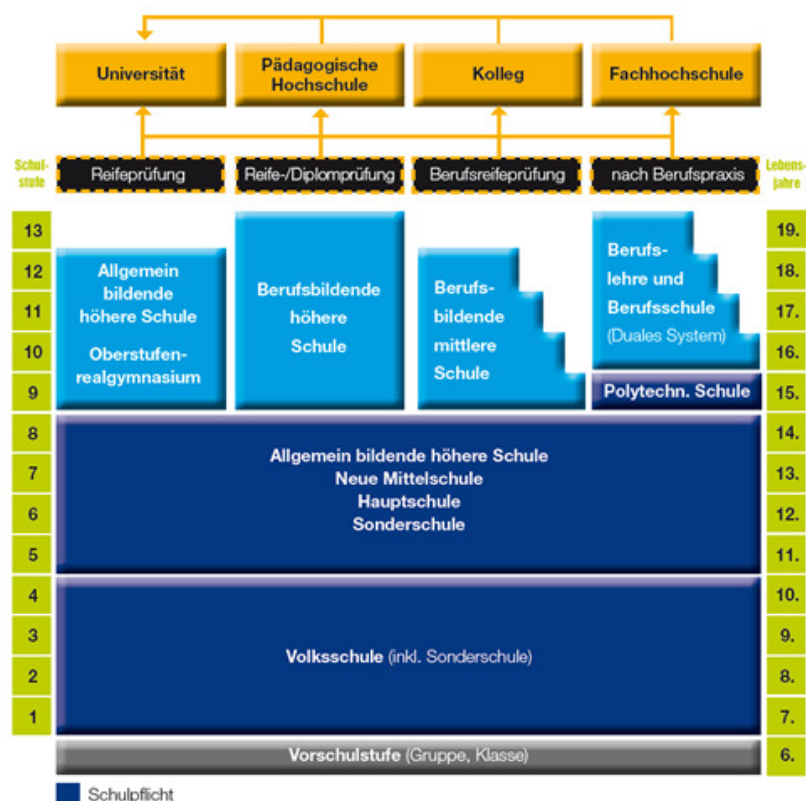 Universität
Pädagogische
Hochschule
Kolleg
Fachhochschule
Schul-
stufe
Reifeprüfung
Reife-/Diplomprüfung
Berufsreifeprüfung
nach Berufspraxis
Lebens-
jahre
13
12
11
10
9
8
7
6
5
4
3
2
1
Allgemein
bildende
höhere Schule
Oberstufen-
realgymnasium
Berufsbildende
höhere
Schule
Berufs-
bildende
mittlere
Schule
Berufs-
lehre und
Berufsschule
(Duales System)
Polytechn. Schule
Allgemein bildende höhere Schule
Neue Mittelschule
Hauptschule
Sonderschule
Volksschule (inkl. Sonderschule)
Vorschulstufe (Gruppe, Klasse)
19.
18.
17.
16.
15.
14.
13.
12.
11.
10.
9.
8.
7.
6.
Schulpflicht